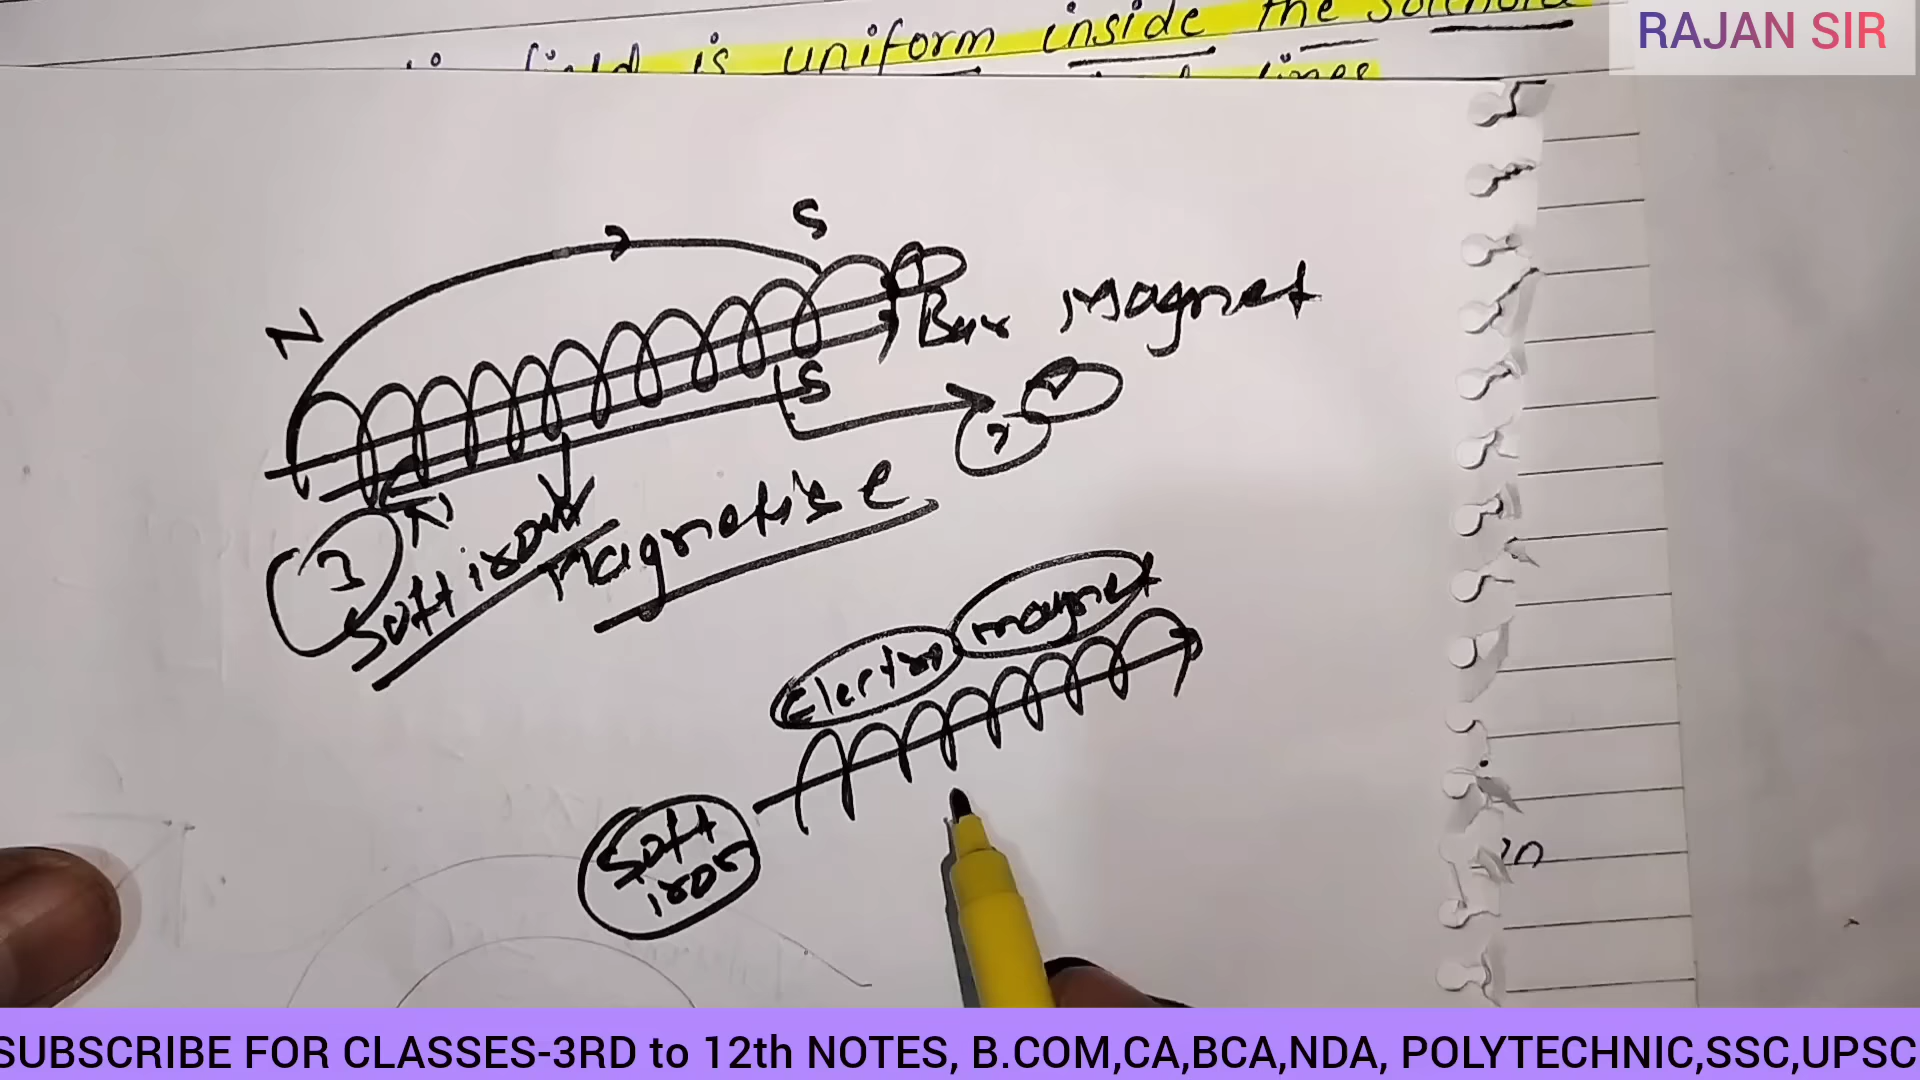 RAJAN SIR
field is uniform inside the solenoid
lines
S
N
Bar Magnet
S
Soft iron
Magnetise
Electro magnet
Soft
iron
SUBSCRIBE FOR CLASSES-3RD to 12th NOTES, B.COM,CA,BCA,NDA, POLYTECHNIC,SSC,UPSC